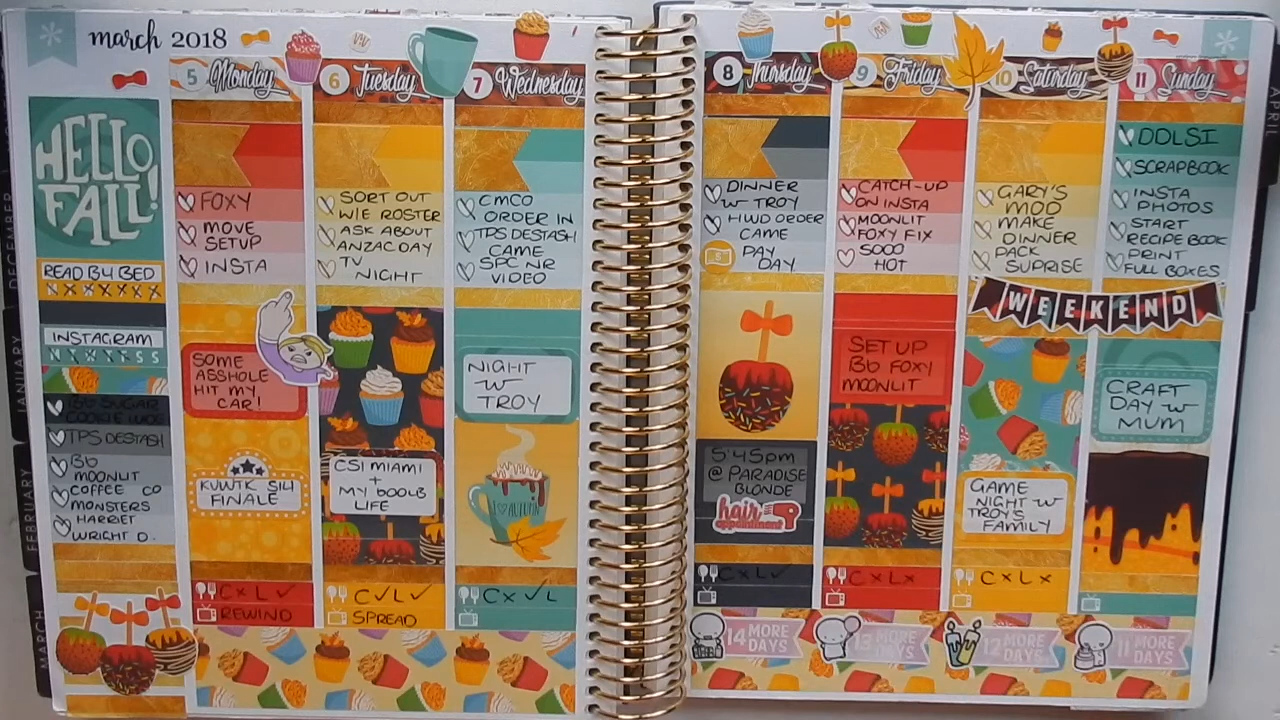 march 2018
HELLO
FALL!
READ B4 BED
X X X X X X X
INSTAGRAM
TPS DESTASH
B6
MOONLIT
COFFEE CO
MONSTERS
HARRIET
WRIGHT D.
5 Monday
FOXY
MOVE
SETUP
INSTA
SOME
ASSHOLE
HIT MY
CAR!
KUWTK S14
FINALE
C X L ✓
REWIND
6 Tuesday
SORT OUT
W/E ROSTER
ASK ABOUT
ANZAC DAY
TV
NIGHT
CSI MIAMI
+
MY BOOLB
LIFE
C ✓ L ✓
SPREAD
7 Wednesday
CMCO
ORDER IN
TPS DESTASH
CAME
SPC NR
VIDEO
NIGHT
W
TROY
I ♥ AUTUMN
C X ✓ L
8 Thursday
DINNER
W- TROY
HWD ORDER
CAME
PAY
DAY
5:45pm
@ PARADISE
BLONDE
hair
appointment
C X L ✓
14 MORE
DAYS
9 Friday
CATCH-UP
ON INSTA
MOONLIT
FOXY FIX
SOOO
HOT
SET UP
B6 FOXY
MOONLIT
C X L X
13 MORE
DAYS
10 Saturday
GARY'S
MOD
MAKE
DINNER
PACK
SUPRISE
WEEKEND
GAME
NIGHT W
TROY'S
FAMILY
C X L X
12 MORE
DAYS
11 Sunday
DDLSI
SCRAPBOOK
INSTA
PHOTOS
START
RECIPE BOOK
PRINT
FULL BOXES
CRAFT
DAY W
MUM
11 MORE
DAYS
DECEMBER
JANUARY
FEBRUARY
MARCH
APRIL